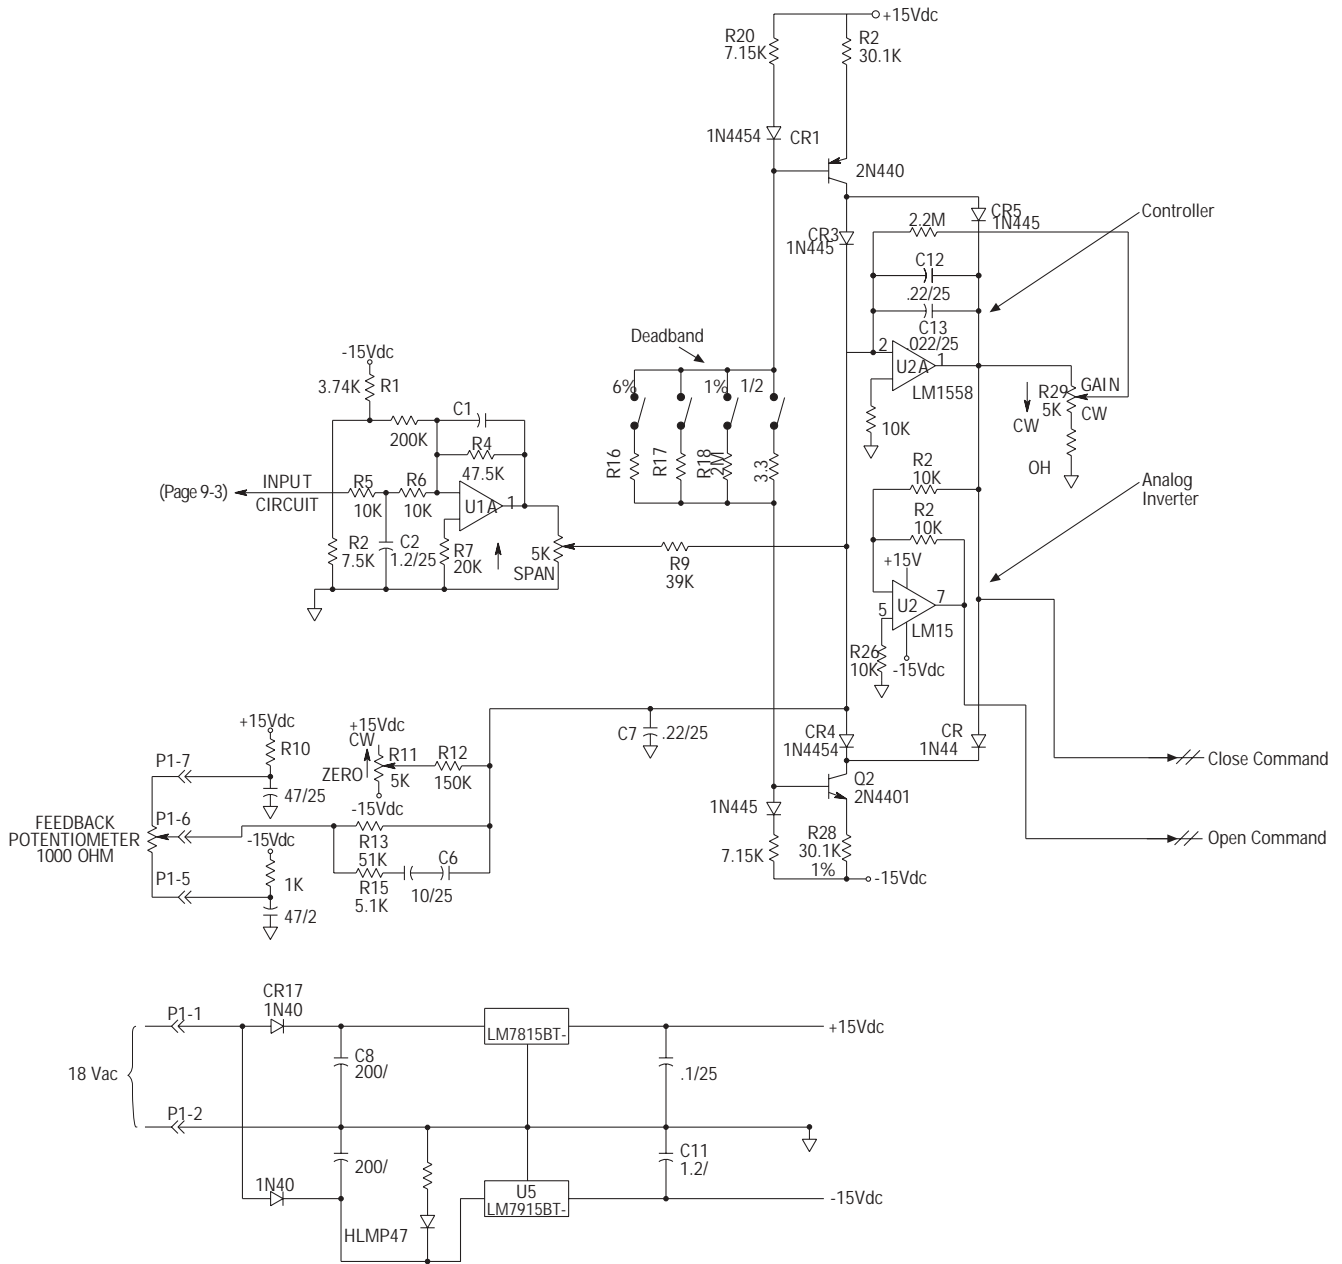 +15Vdc
R20
7.15K
R2
30.1K
1N4454
CR1
2N440
CR5
1N445
Controller
CR3
1N445
2.2M
C12
.22/25
C13
.022/25
Deadband
2
U2A
1
LM1558
6%
1%
1/2
R29
5K
GAIN
CW
CW
10K
OH
-15Vdc
3.74K
R1
C1
200K
R4
47.5K
R16
R17
R18
2M
3.3
(Page 9-3)
INPUT
CIRCUIT
R5
10K
R6
10K
U1A
1
R2
10K
R2
10K
Analog
Inverter
R2
7.5K
C2
1.2/25
R7
20K
5K
SPAN
R9
39K
+15V
5
U2
7
LM15
R26
10K
-15Vdc
+15Vdc
R10
P1-7
47/25
+15Vdc
CW
ZERO
R11
5K
R12
150K
-15Vdc
C7
.22/25
CR4
1N4454
CR
1N44
Close Command
FEEDBACK
POTENTIOMETER
1000 OHM
P1-6
-15Vdc
R13
51K
C6
R15
5.1K
10/25
P1-5
1K
47/2
1N445
Q2
2N4401
7.15K
R28
30.1K
1%
-15Vdc
Open Command
CR17
1N40
P1-1
LM7815BT-
+15Vdc
C8
200/
.1/25
18 Vac
P1-2
200/
C11
1.2/
1N40
U5
LM7915BT-
-15Vdc
HLMP47